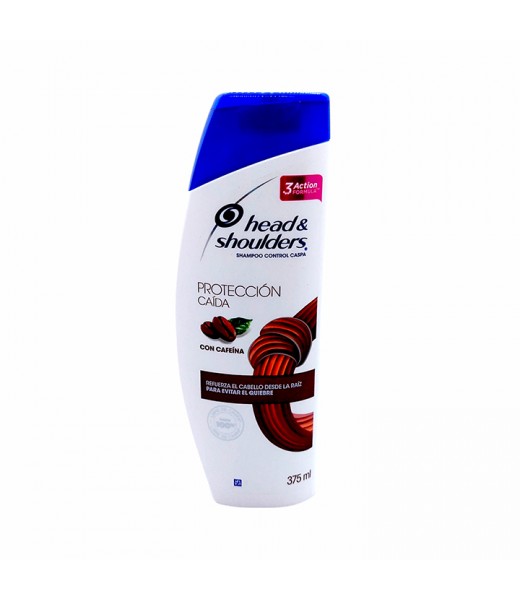 3 Action
FORMULA
head &
shoulders®
SHAMPOO CONTROL CASPA
PROTECCIÓN
CAÍDA
CON CAFEÍNA
REFUERZA EL CABELLO DESDE LA RAÍZ
PARA EVITAR EL QUIEBRE
375 ml